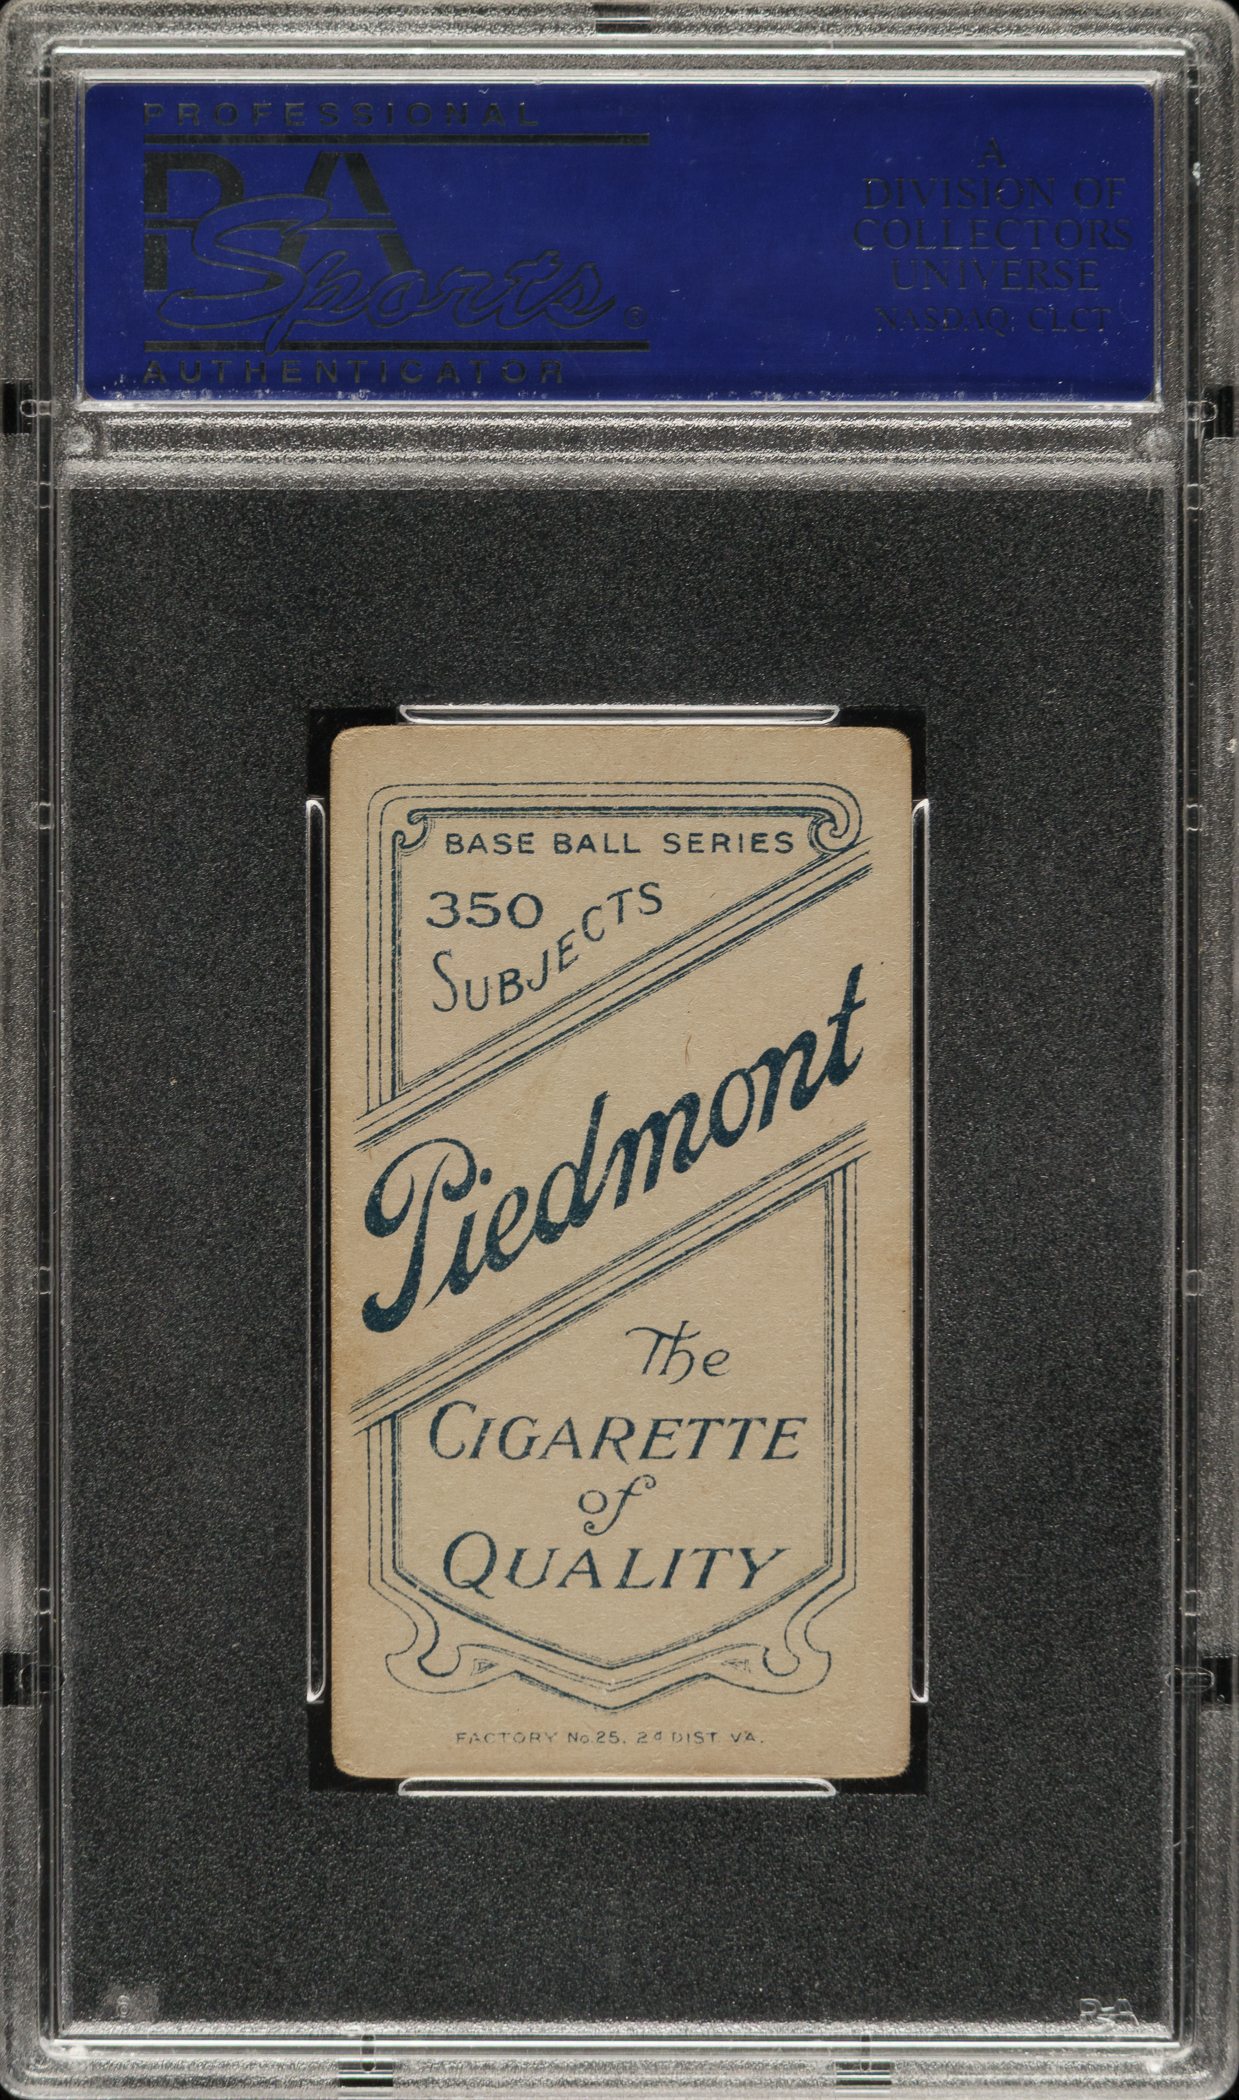 PROFESSIONAL
PSA
Sports®
AUTHENTICATOR
A
DIVISION OF
COLLECTORS
UNIVERSE
NASDAQ: CLCT
BASE BALL SERIES
350
SUBJECTS
Piedmont
The
CIGARETTE
of
QUALITY
FACTORY No. 25, 2d DIST. VA.
PSA